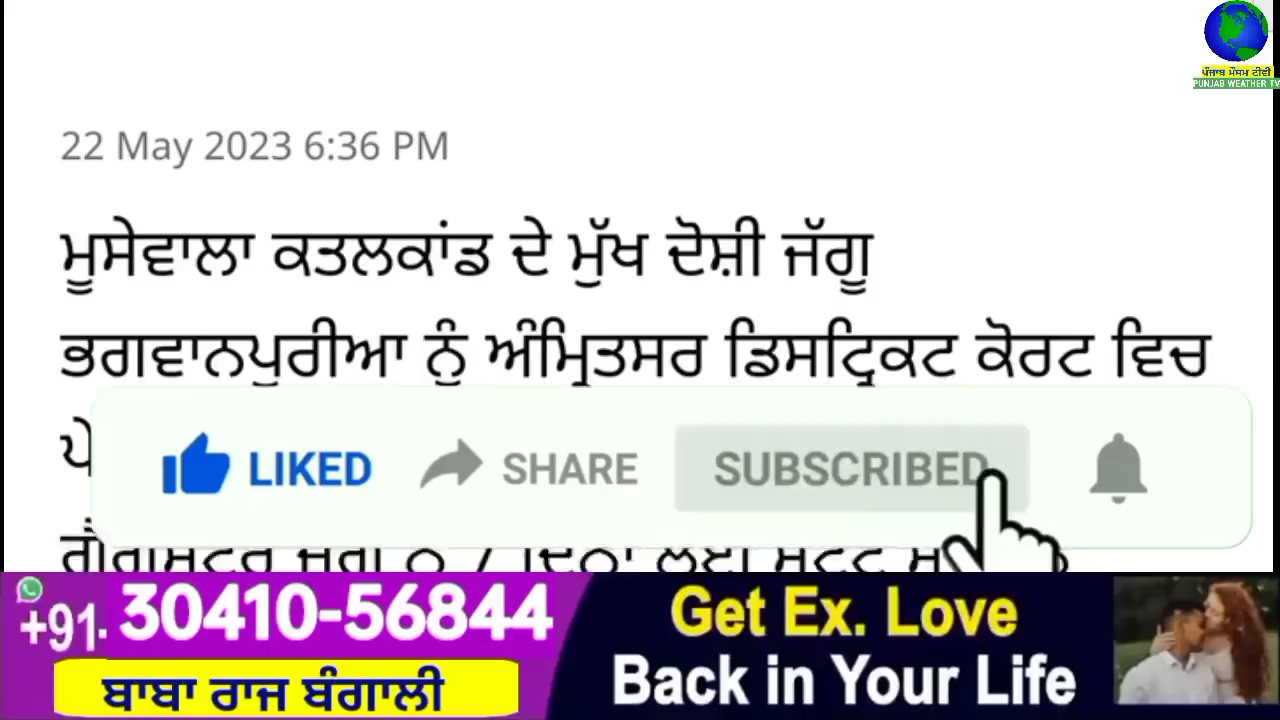 ਪੰਜਾਬ ਮੌਸਮ ਟੀਵੀ
PUNJAB WEATHER TV
22 May 2023 6:36 PM
ਮੂਸੇਵਾਲਾ ਕਤਲਕਾਂਡ ਦੇ ਮੁੱਖ ਦੋਸ਼ੀ ਜੱਗੂ
ਭਗਵਾਨਪੁਰੀਆ ਨੂੰ ਅੰਮ੍ਰਿਤਸਰ ਡਿਸਟ੍ਰਿਕਟ ਕੋਰਟ ਵਿਚ
LIKED SHARE SUBSCRIBED
+91- 30410-56844
ਬਾਬਾ ਰਾਜ ਬੰਗਾਲੀ
Get Ex. Love
Back in Your Life